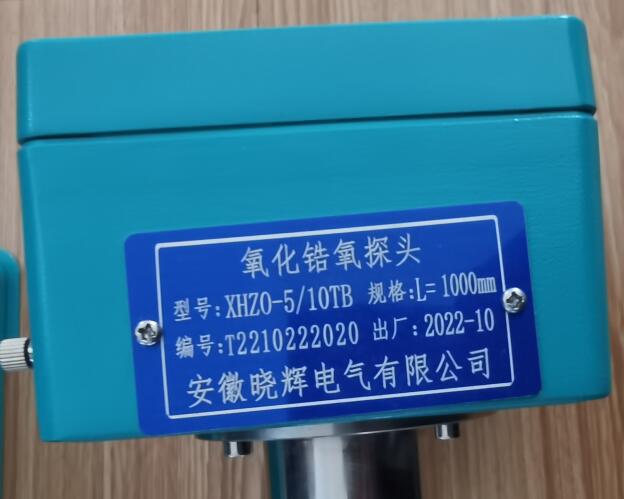 氧化锆氧探头
型号:XHZO-5/10TB 规格:L=1000mm
编号:T2210222020 出厂:2022-10
安徽晓辉电气有限公司